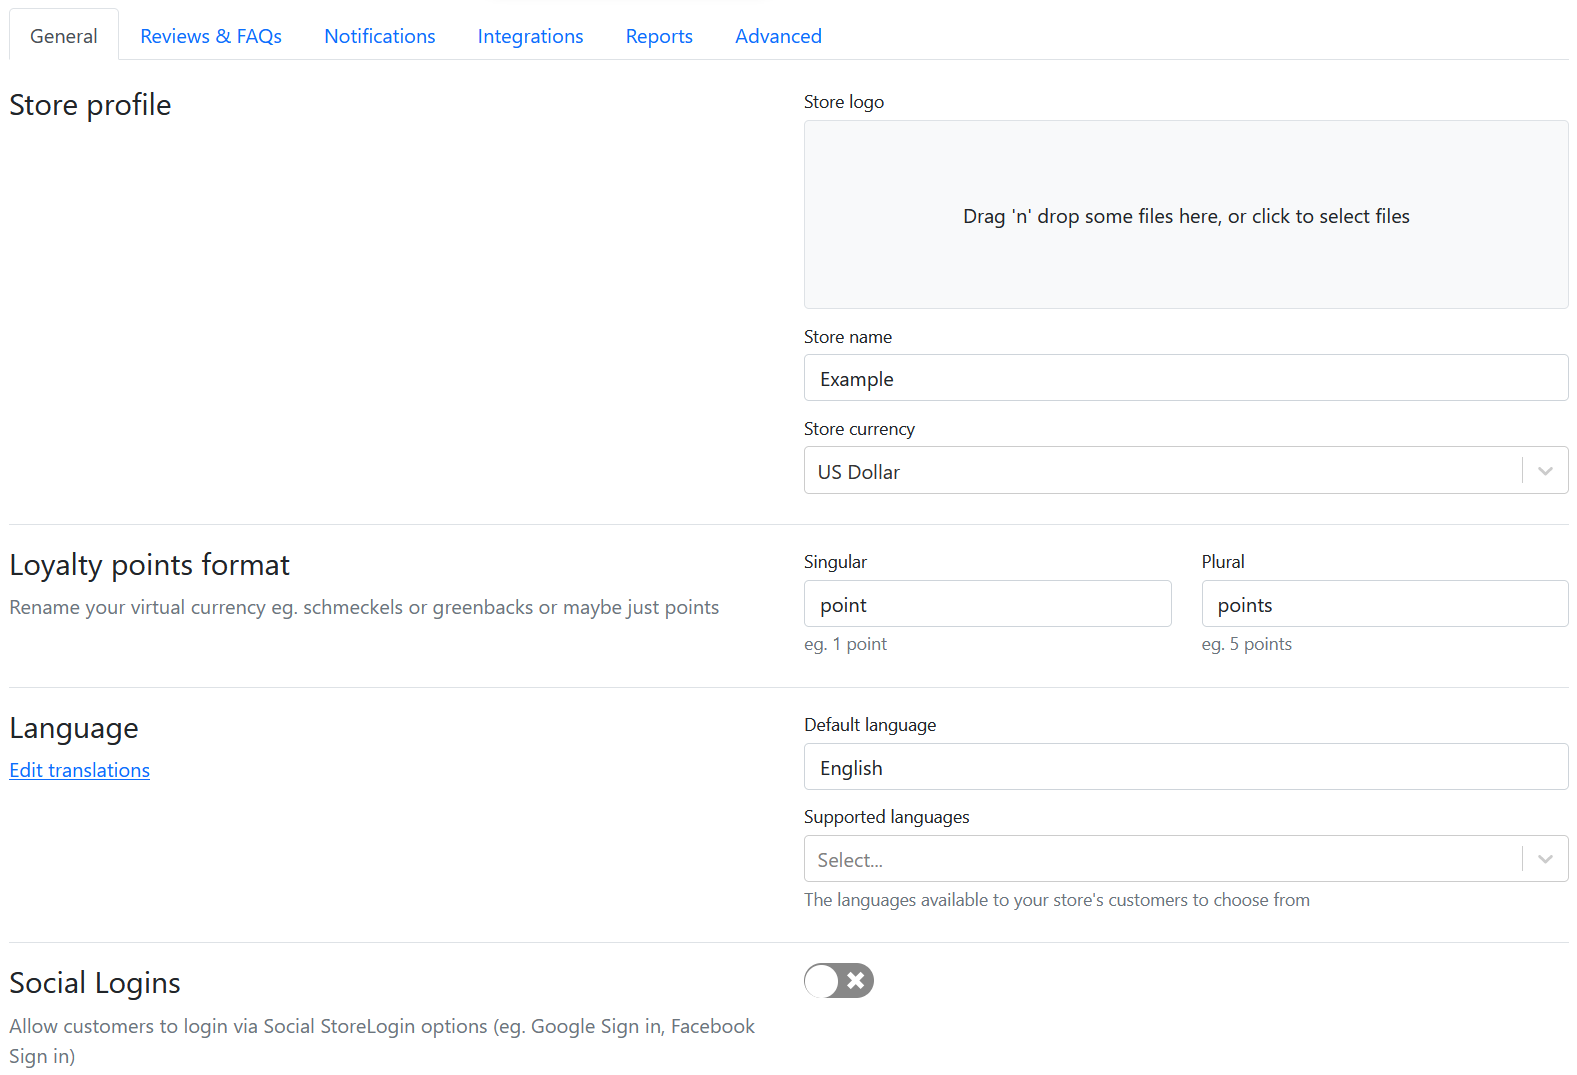 General
Reviews & FAQs
Notifications
Integrations
Reports
Advanced
Store profile
Store logo
Drag 'n' drop some files here, or click to select files
Store name
Example
Store currency
US Dollar
Loyalty points format
Rename your virtual currency eg. schmeckels or greenbacks or maybe just points
Singular
point
eg. 1 point
Plural
points
eg. 5 points
Language
Edit translations
Default language
English
Supported languages
Select...
The languages available to your store's customers to choose from
Social Logins
Allow customers to login via Social StoreLogin options (eg. Google Sign in, Facebook
Sign in)